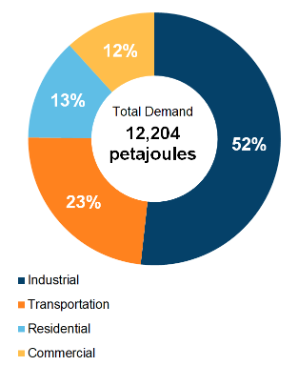 12%
13%
Total Demand
12,204
petajoules
52%
23%
Industrial
Transportation
Residential
Commercial